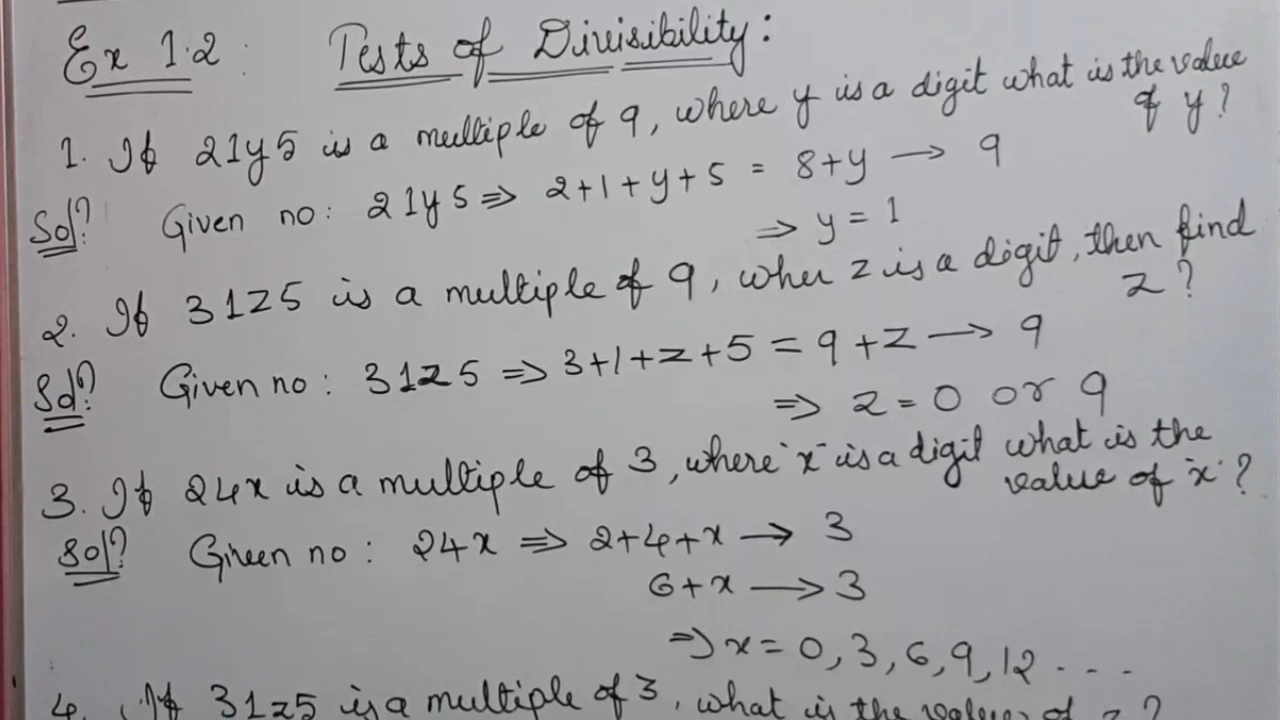 Ex 1.2 : Tests of Divisibility:
1. If 21y5 is a multiple of 9, where y is a digit what is the value
of y?
Sol? Given no: 21y5 ⇒ 2+1+y+5 = 8+y → 9
⇒ y = 1
2. If 31z5 is a multiple of 9, wher z is a digit, then find
z?
Sol? Given no: 31z5 ⇒ 3+1+z+5 = 9+z → 9
⇒ z = 0 or 9
3. If 24x is a multiple of 3, where "x" is a digit what is the
value of "x"?
Sol? Given no: 24x ⇒ 2+4+x → 3
6+x → 3
⇒ x = 0, 3, 6, 9, 12 - - - -
4. If 31z5 is a multiple of 3, what is the value of z?